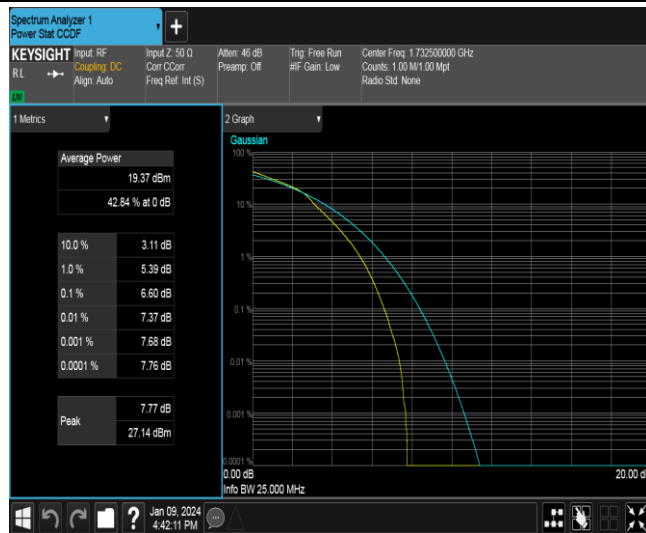 Spectrum Analyzer 1
Power Stat CCDF
+
KEYSIGHT
RL
Input: RF
Coupling: DC
Align: Auto
Input Z: 50 Ω
Corr CCorr
Freq Ref: Int (S)
Atten: 46 dB
Preamp: Off
Trig: Free Run
#IF Gain: Low
Center Freq: 1.732500000 GHz
Counts: 1.00 M/1.00 Mpt
Radio Std: None
1 Metrics
Average Power
19.37 dBm
42.84 % at 0 dB
10.0 % 3.11 dB
1.0 % 5.39 dB
0.1 % 6.60 dB
0.01 % 7.37 dB
0.001 % 7.68 dB
0.0001 % 7.76 dB
Peak
7.77 dB
27.14 dBm
2 Graph
Gaussian
100 %
10 %
1 %
0.1 %
0.01 %
0.001 %
0.0001 %
0.00 dB
20.00 d
Info BW 25.000 MHz
?
Jan 09, 2024
4:42:11 PM